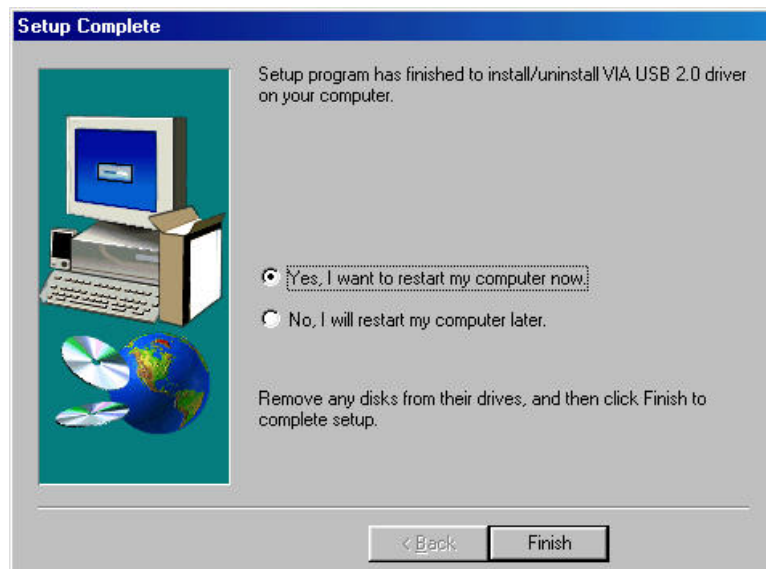 Setup Complete
Setup program has finished to install/uninstall VIA USB 2.0 driver
on your computer.
Yes, I want to restart my computer now.
No, I will restart my computer later.
Remove any disks from their drives, and then click Finish to
complete setup.
< Back
Finish